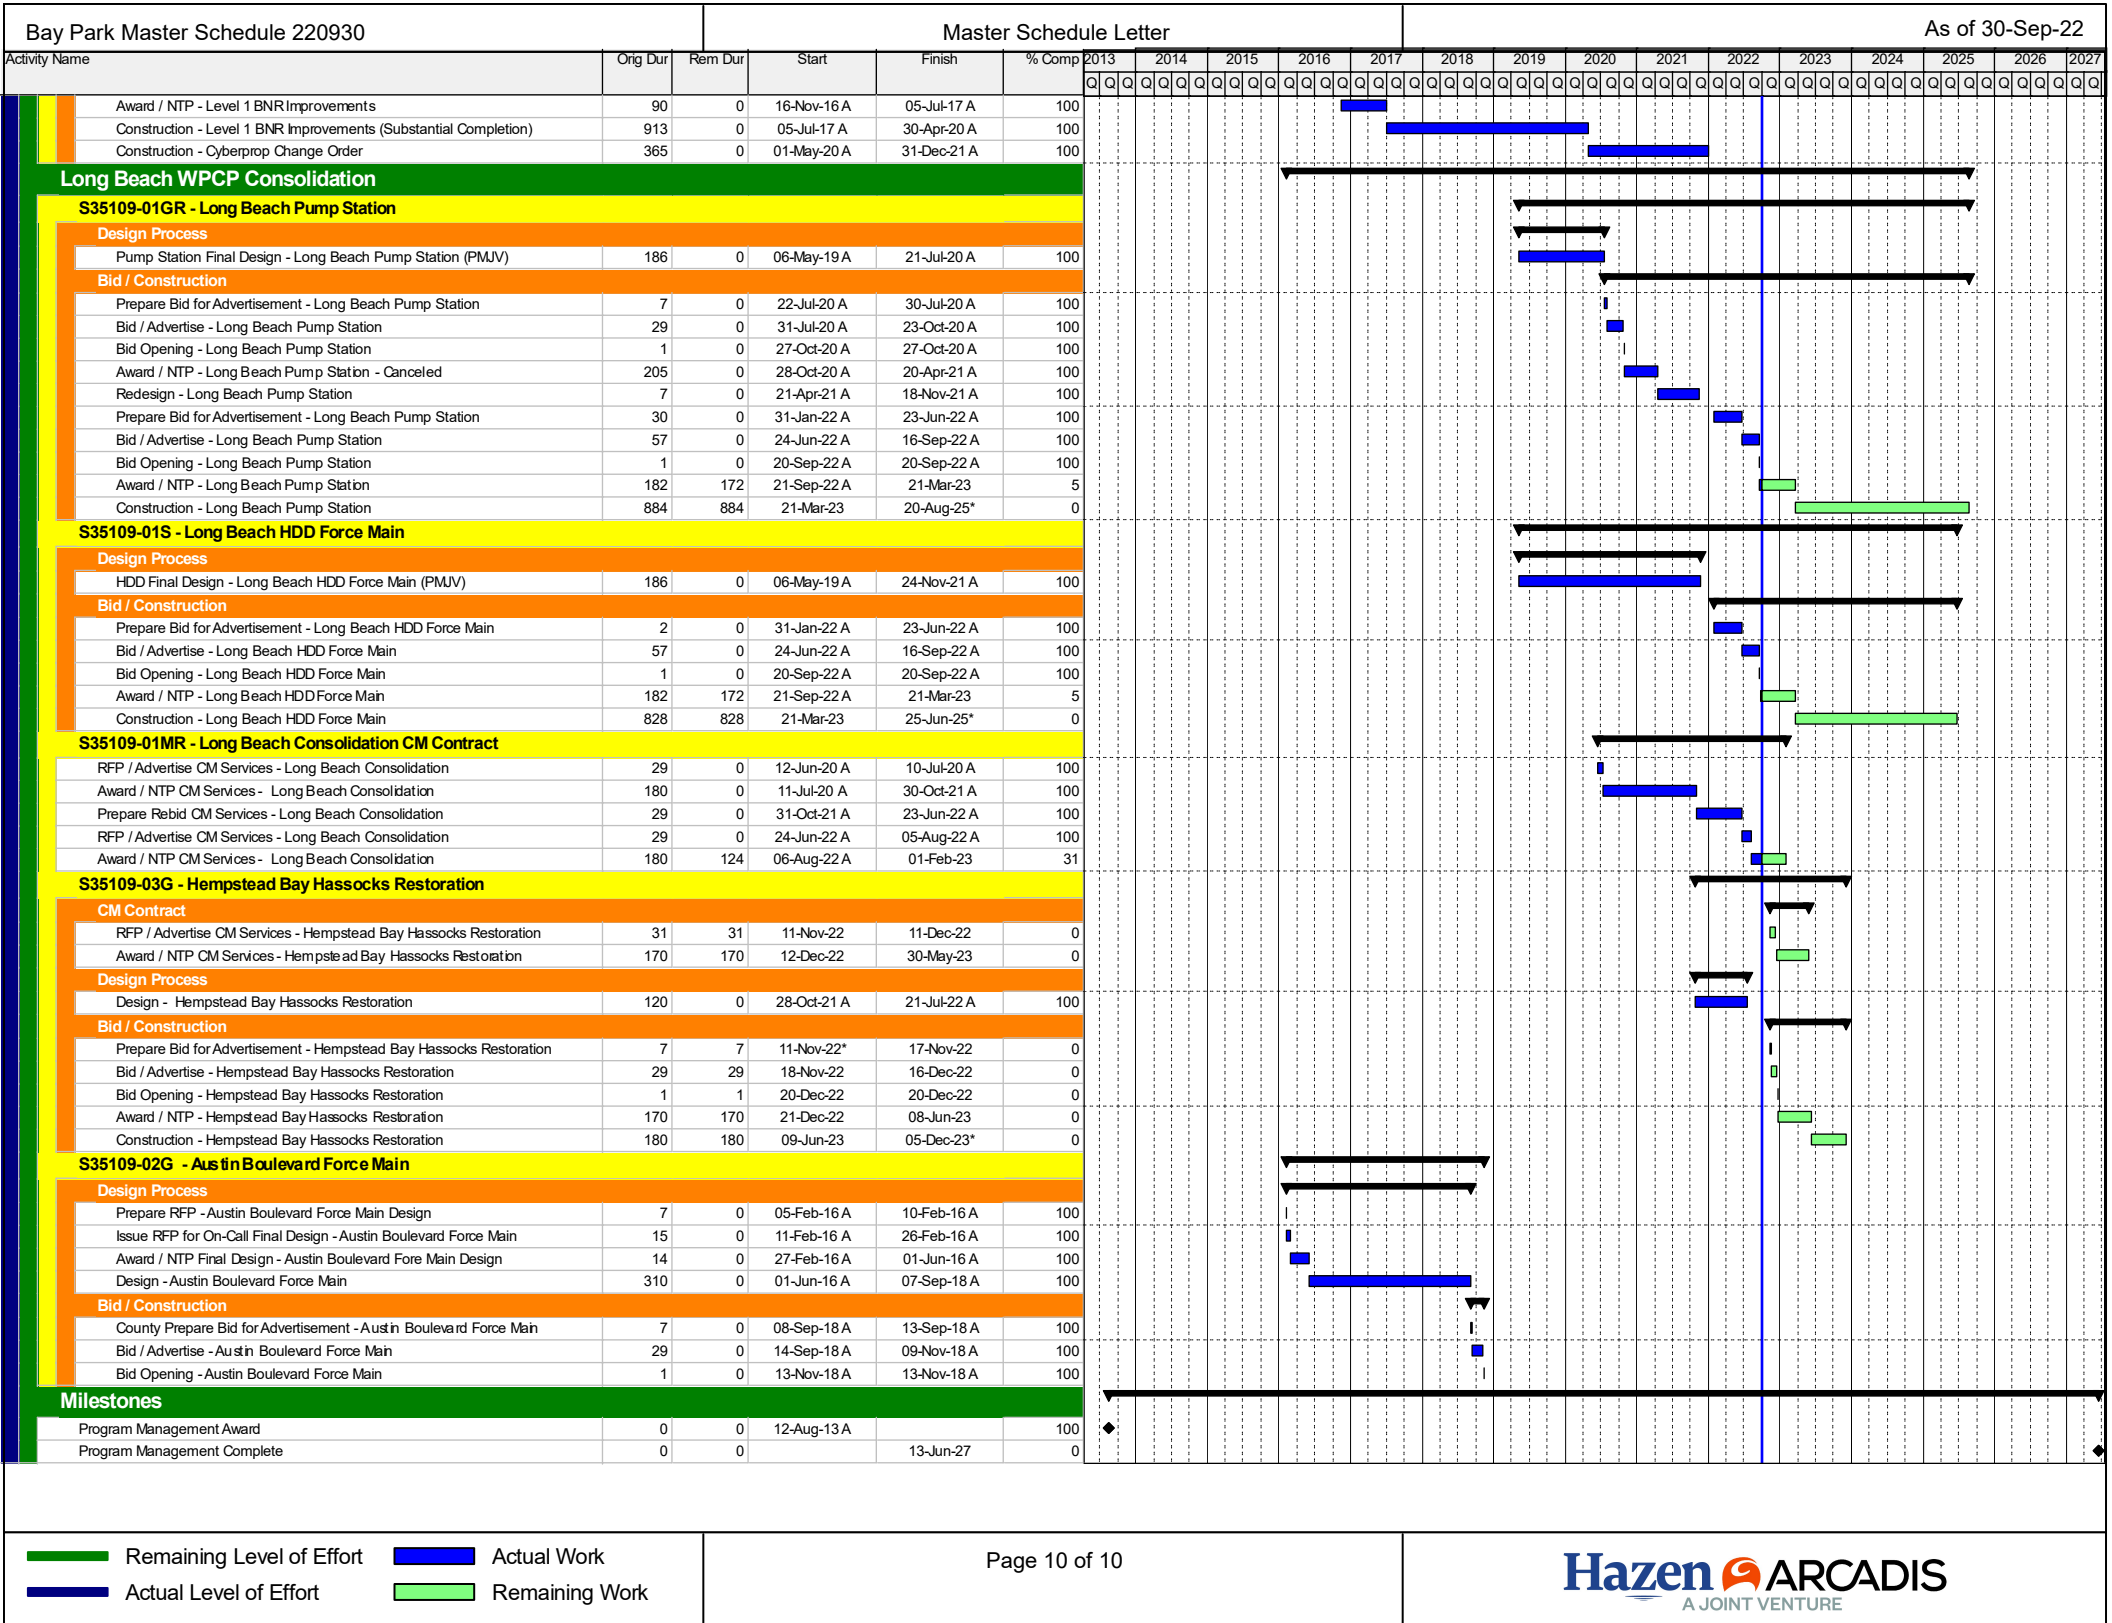 Bay Park Master Schedule 220930
Master Schedule Letter
As of 30-Sep-22
Activity Name Orig Dur Rem Dur Start Finish % Comp 2013 2014 2015 2016 2017 2018 2019 2020 2021 2022 2023 2024 2025 2026 2027
Q Q Q Q Q Q Q Q Q Q Q Q Q Q Q Q Q Q Q Q Q Q Q Q Q Q Q Q Q Q Q Q Q Q Q Q Q Q Q Q Q Q Q Q Q Q Q Q Q Q Q Q Q Q Q Q Q
Award / NTP - Level 1 BNR Improvements 90 0 16-Nov-16 A 05-Jul-17 A 100
Construction - Level 1 BNR Improvements (Substantial Completion) 913 0 05-Jul-17 A 30-Apr-20 A 100
Construction - Cyberprop Change Order 365 0 01-May-20 A 31-Dec-21 A 100
Long Beach WPCP Consolidation
S35109-01GR - Long Beach Pump Station
Design Process
Pump Station Final Design - Long Beach Pump Station (PMJV) 186 0 06-May-19 A 21-Jul-20 A 100
Bid / Construction
Prepare Bid for Advertisement - Long Beach Pump Station 7 0 22-Jul-20 A 30-Jul-20 A 100
Bid / Advertise - Long Beach Pump Station 29 0 31-Jul-20 A 23-Oct-20 A 100
Bid Opening - Long Beach Pump Station 1 0 27-Oct-20 A 27-Oct-20 A 100
Award / NTP - Long Beach Pump Station - Canceled 205 0 28-Oct-20 A 20-Apr-21 A 100
Redesign - Long Beach Pump Station 7 0 21-Apr-21 A 18-Nov-21 A 100
Prepare Bid for Advertisement - Long Beach Pump Station 30 0 31-Jan-22 A 23-Jun-22 A 100
Bid / Advertise - Long Beach Pump Station 57 0 24-Jun-22 A 16-Sep-22 A 100
Bid Opening - Long Beach Pump Station 1 0 20-Sep-22 A 20-Sep-22 A 100
Award / NTP - Long Beach Pump Station 182 172 21-Sep-22 A 21-Mar-23 5
Construction - Long Beach Pump Station 884 884 21-Mar-23 20-Aug-25* 0
S35109-01S - Long Beach HDD Force Main
Design Process
HDD Final Design - Long Beach HDD Force Main (PMJV) 186 0 06-May-19 A 24-Nov-21 A 100
Bid / Construction
Prepare Bid for Advertisement - Long Beach HDD Force Main 2 0 31-Jan-22 A 23-Jun-22 A 100
Bid / Advertise - Long Beach HDD Force Main 57 0 24-Jun-22 A 16-Sep-22 A 100
Bid Opening - Long Beach HDD Force Main 1 0 20-Sep-22 A 20-Sep-22 A 100
Award / NTP - Long Beach HDD Force Main 182 172 21-Sep-22 A 21-Mar-23 5
Construction - Long Beach HDD Force Main 828 828 21-Mar-23 25-Jun-25* 0
S35109-01MR - Long Beach Consolidation CM Contract
RFP / Advertise CM Services - Long Beach Consolidation 29 0 12-Jun-20 A 10-Jul-20 A 100
Award / NTP CM Services - Long Beach Consolidation 180 0 11-Jul-20 A 30-Oct-21 A 100
Prepare Rebid CM Services - Long Beach Consolidation 29 0 31-Oct-21 A 23-Jun-22 A 100
RFP / Advertise CM Services - Long Beach Consolidation 29 0 24-Jun-22 A 05-Aug-22 A 100
Award / NTP CM Services - Long Beach Consolidation 180 124 06-Aug-22 A 01-Feb-23 31
S35109-03G - Hempstead Bay Hassocks Restoration
CM Contract
RFP / Advertise CM Services - Hempstead Bay Hassocks Restoration 31 31 11-Nov-22 11-Dec-22 0
Award / NTP CM Services - Hempstead Bay Hassocks Restoration 170 170 12-Dec-22 30-May-23 0
Design Process
Design - Hempstead Bay Hassocks Restoration 120 0 28-Oct-21 A 21-Jul-22 A 100
Bid / Construction
Prepare Bid for Advertisement - Hempstead Bay Hassocks Restoration 7 7 11-Nov-22* 17-Nov-22 0
Bid / Advertise - Hempstead Bay Hassocks Restoration 29 29 18-Nov-22 16-Dec-22 0
Bid Opening - Hempstead Bay Hassocks Restoration 1 1 20-Dec-22 20-Dec-22 0
Award / NTP - Hempstead Bay Hassocks Restoration 170 170 21-Dec-22 08-Jun-23 0
Construction - Hempstead Bay Hassocks Restoration 180 180 09-Jun-23 05-Dec-23* 0
S35109-02G - Austin Boulevard Force Main
Design Process
Prepare RFP - Austin Boulevard Force Main Design 7 0 05-Feb-16 A 10-Feb-16 A 100
Issue RFP for On-Call Final Design - Austin Boulevard Force Main 15 0 11-Feb-16 A 26-Feb-16 A 100
Award / NTP Final Design - Austin Boulevard Fore Main Design 14 0 27-Feb-16 A 01-Jun-16 A 100
Design - Austin Boulevard Force Main 310 0 01-Jun-16 A 07-Sep-18 A 100
Bid / Construction
County Prepare Bid for Advertisement - Austin Boulevard Force Main 7 0 08-Sep-18 A 13-Sep-18 A 100
Bid / Advertise - Austin Boulevard Force Main 29 0 14-Sep-18 A 09-Nov-18 A 100
Bid Opening - Austin Boulevard Force Main 1 0 13-Nov-18 A 13-Nov-18 A 100
Milestones
Program Management Award 0 0 12-Aug-13 A 100
Program Management Complete 0 0 13-Jun-27 0
Remaining Level of Effort Actual Work
Actual Level of Effort Remaining Work
Page 10 of 10
Hazen ARCADIS
A JOINT VENTURE